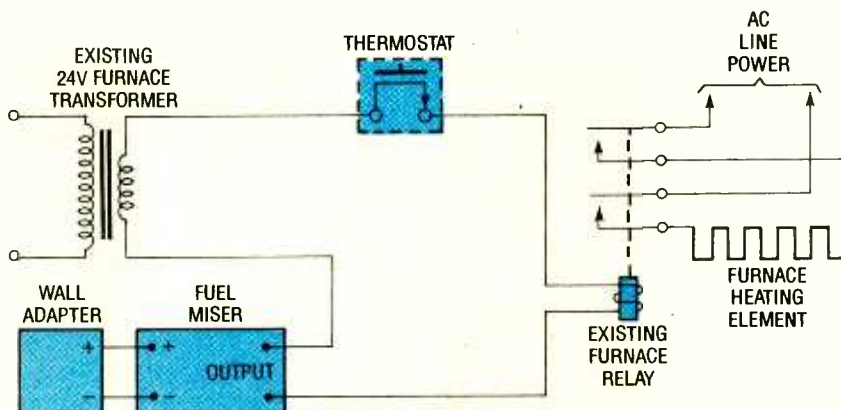 EXISTING
24V FURNACE
TRANSFORMER
THERMOSTAT
AC
LINE
POWER
WALL
ADAPTER
FUEL
MISER
+
+
OUTPUT
−
−
EXISTING
FURNACE
RELAY
FURNACE
HEATING
ELEMENT